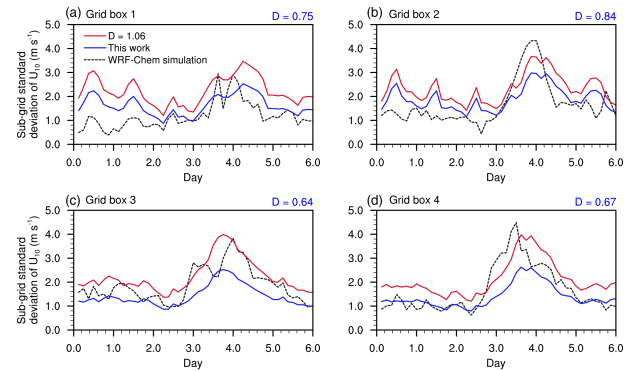 (a) Grid box 1 D = 0.75
(b) Grid box 2 D = 0.84
Sub-grid standard
deviation of U10 (m s-1)
5.0
4.0
3.0
2.0
1.0
0.0
D = 1.06
This work
WRF-Chem simulation
0.0 1.0 2.0 3.0 4.0 5.0 6.0
Day
5.0
4.0
3.0
2.0
1.0
0.0
0.0 1.0 2.0 3.0 4.0 5.0 6.0
Day
(c) Grid box 3 D = 0.64
(d) Grid box 4 D = 0.67
Sub-grid standard
deviation of U10 (m s-1)
5.0
4.0
3.0
2.0
1.0
0.0
0.0 1.0 2.0 3.0 4.0 5.0 6.0
Day
5.0
4.0
3.0
2.0
1.0
0.0
0.0 1.0 2.0 3.0 4.0 5.0 6.0
Day